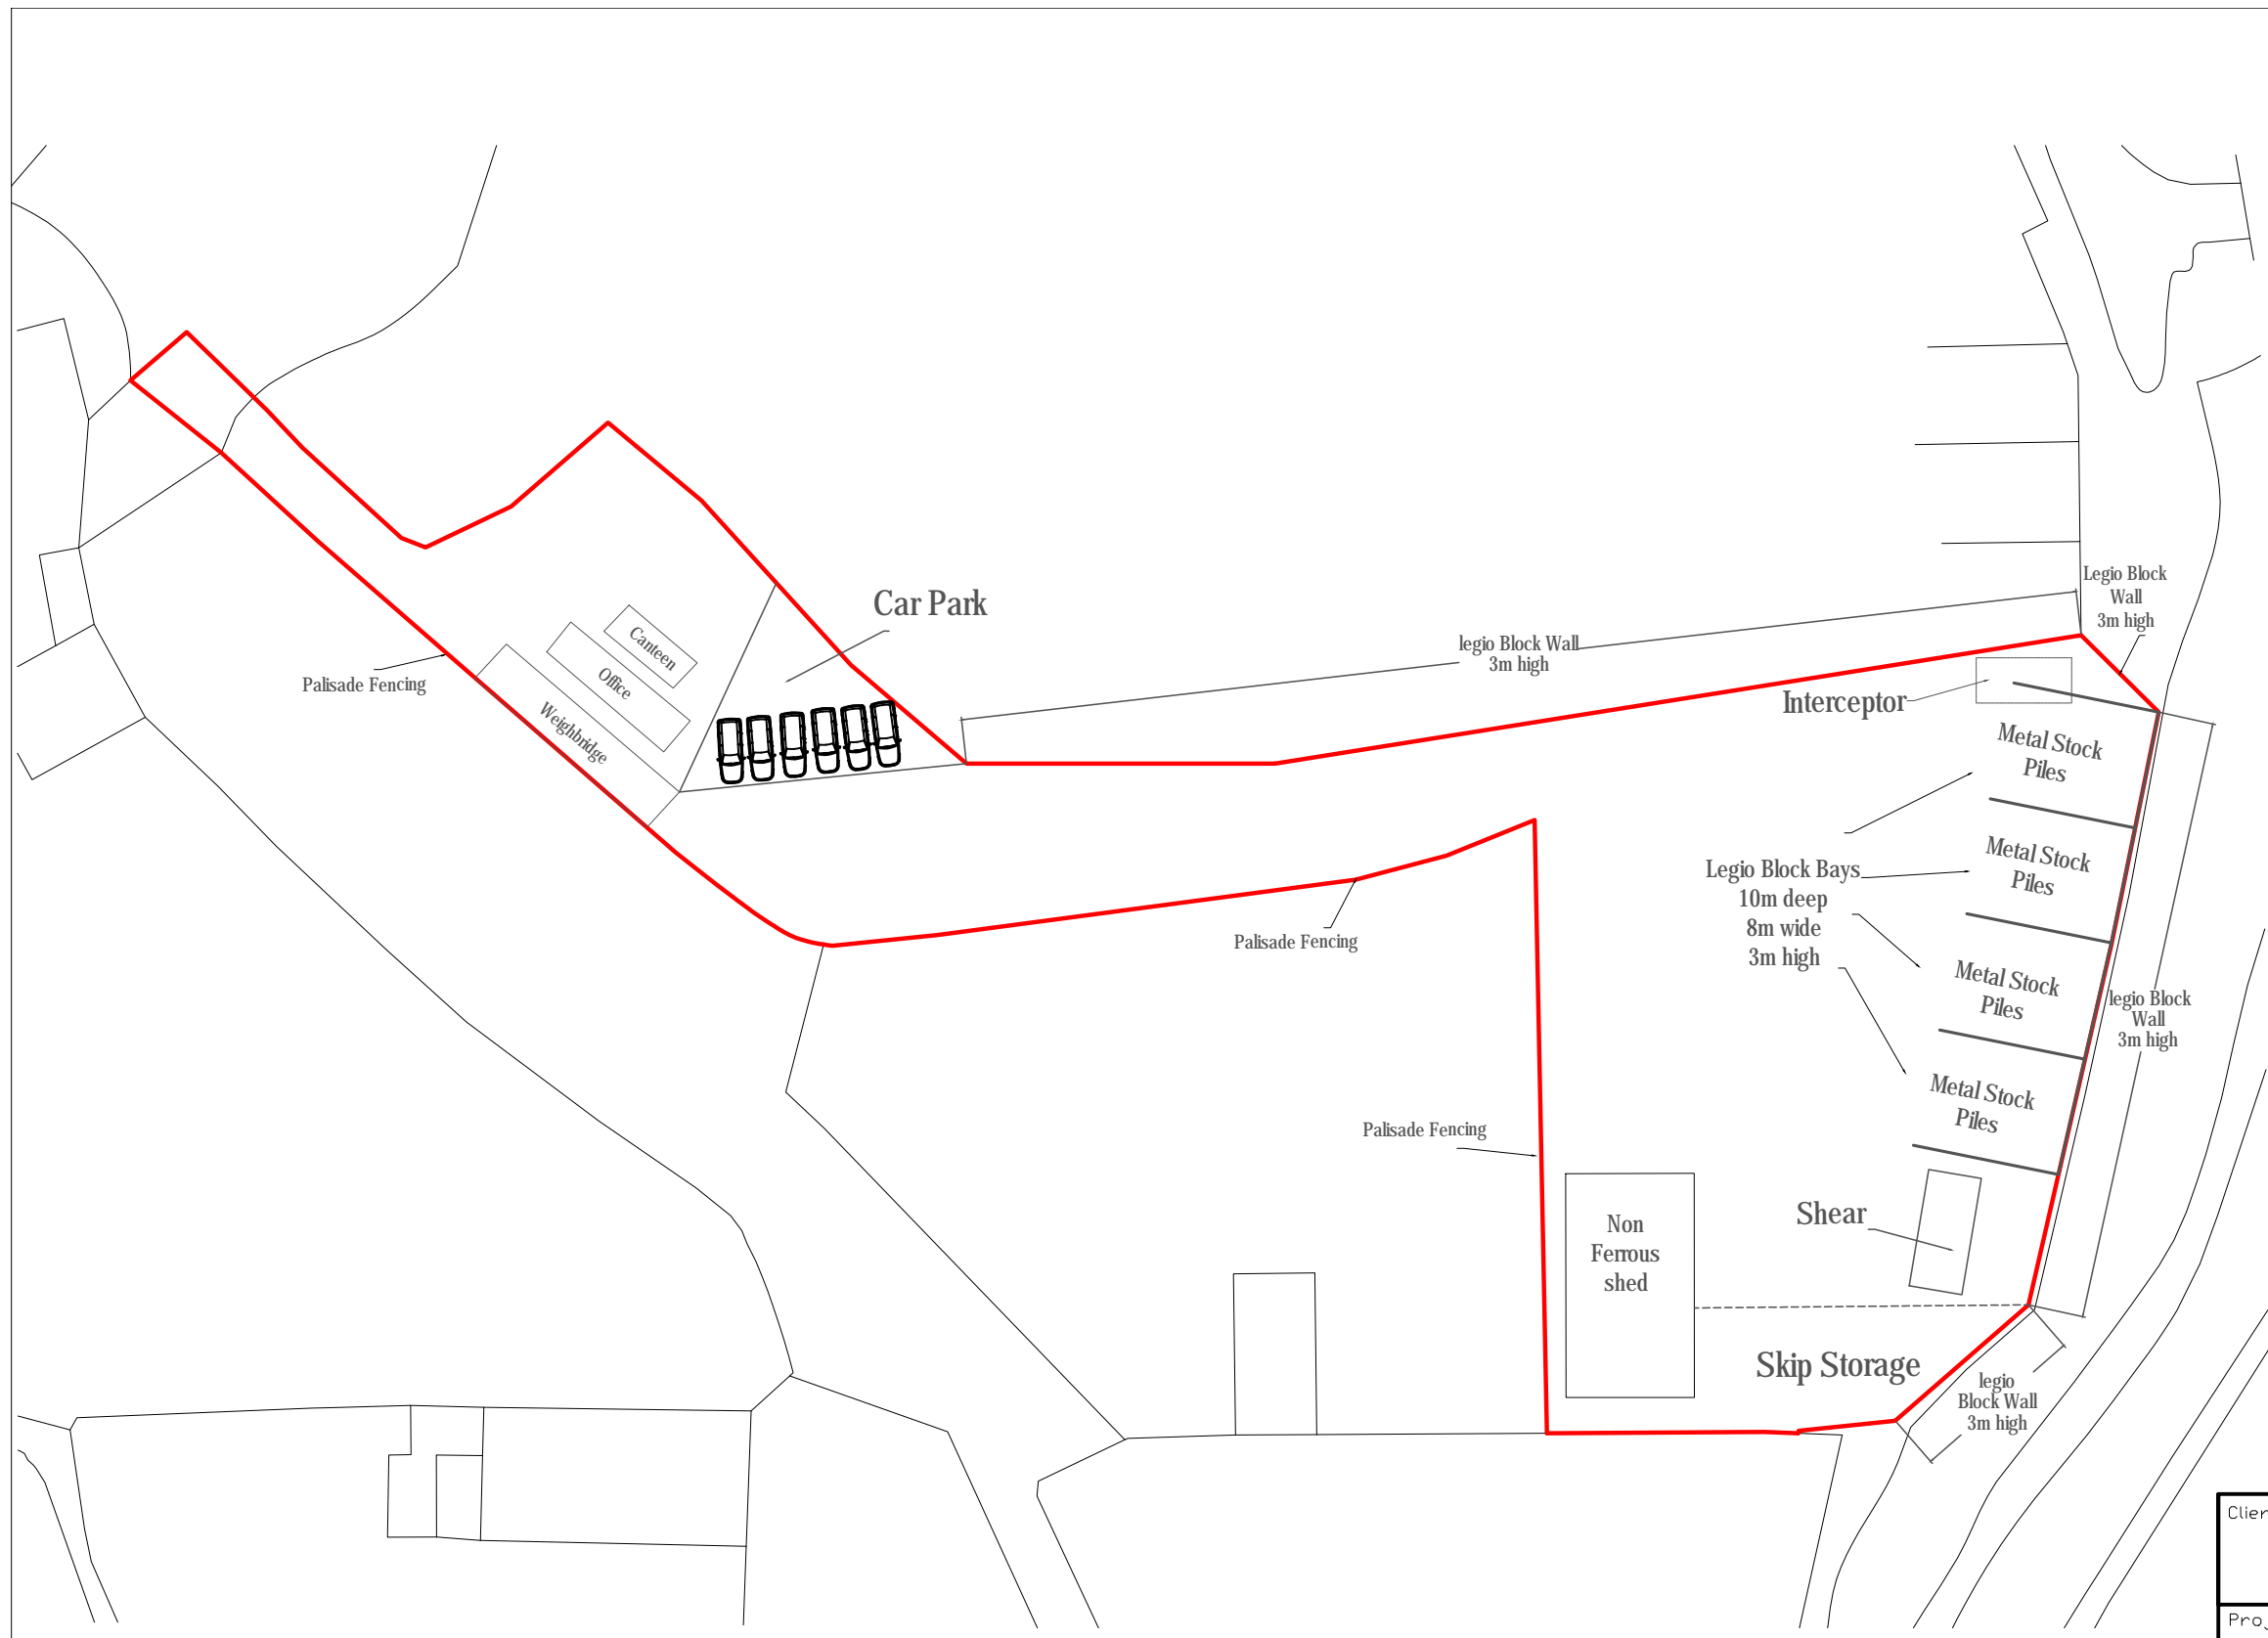 Legio Block
Wall
3m high
Car Park
Canteen
legio Block Wall
3m high
Office
Palisade Fencing
Interceptor
Weighbridge
Metal Stock
Piles
Metal Stock
Piles
Legio Block Bays
10m deep
8m wide
3m high
Palisade Fencing
Metal Stock
Piles
legio Block
Wall
3m high
Metal Stock
Piles
Palisade Fencing
Shear
Non
Ferrous
shed
Skip Storage
legio
Block Wall
3m high